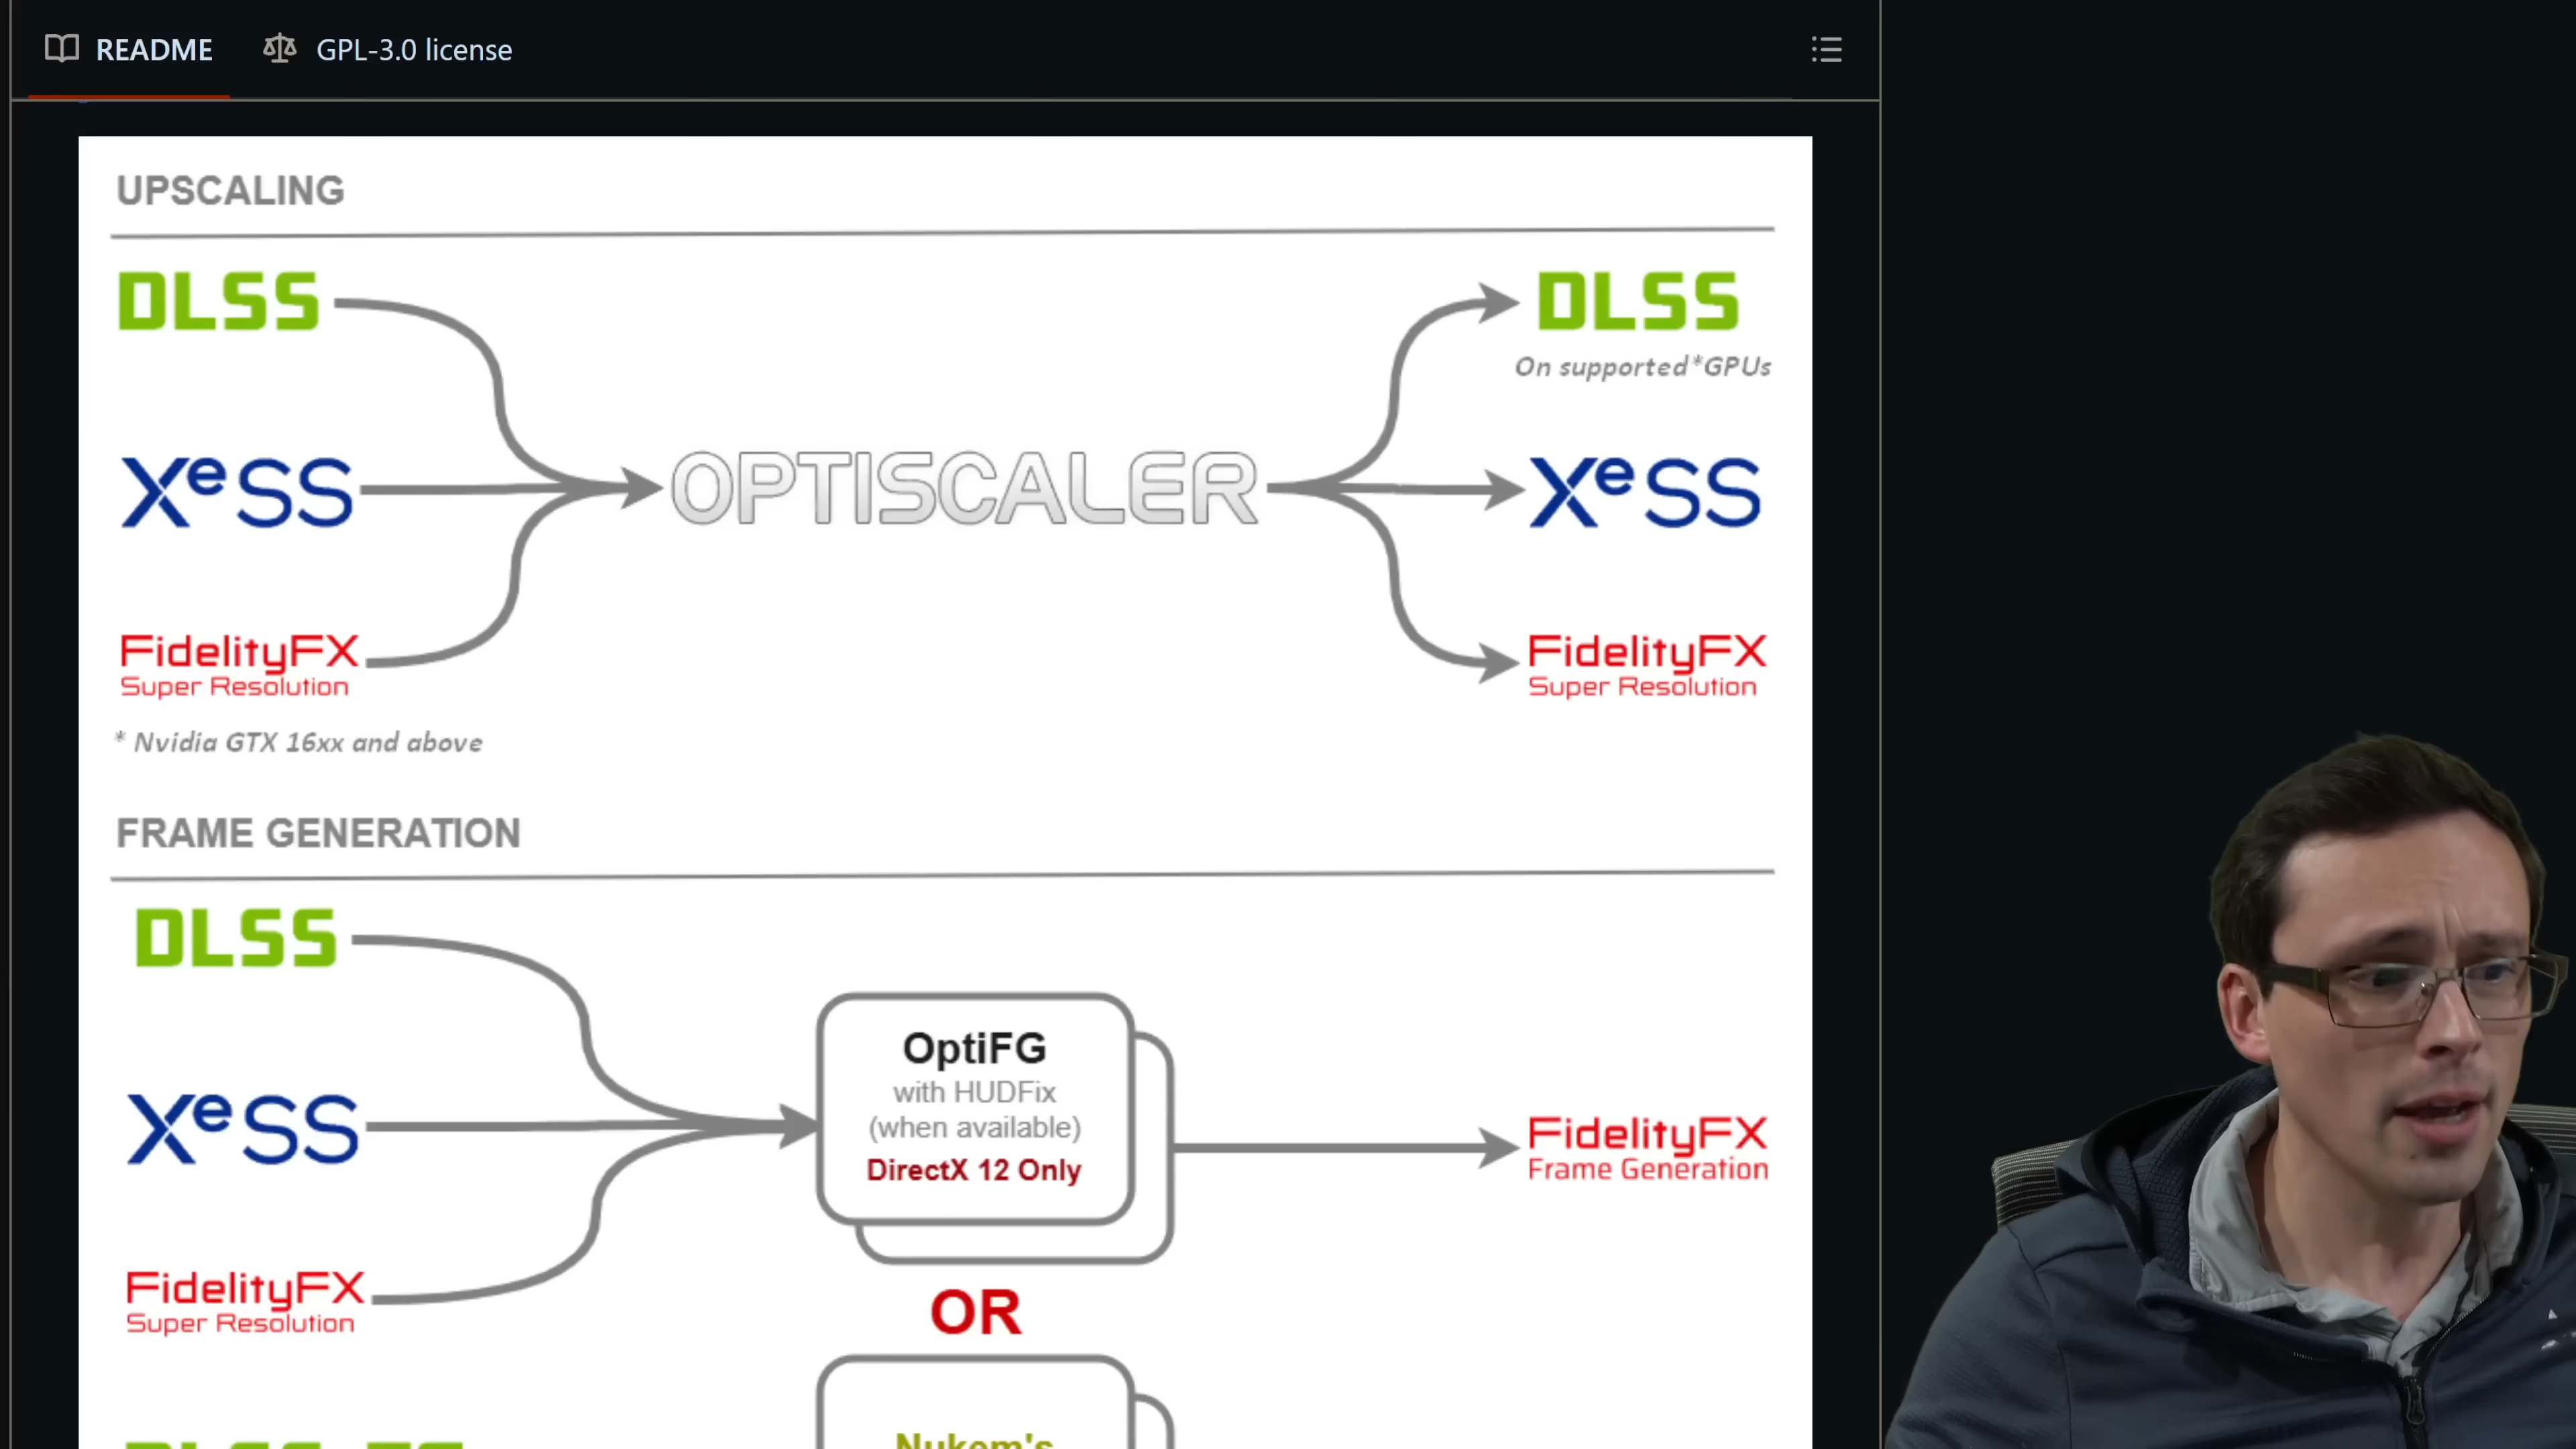 README
GPL-3.0 license
UPSCALING
DLSS
DLSS
On supported*GPUs
XeSS
OPTISCALER
XeSS
FidelityFX
Super Resolution
FidelityFX
Super Resolution
* Nvidia GTX 16xx and above
FRAME GENERATION
DLSS
OptiFG
with HUDFix
(when available)
DirectX 12 Only
XeSS
FidelityFX
Frame Generation
FidelityFX
Super Resolution
OR
Nukem's